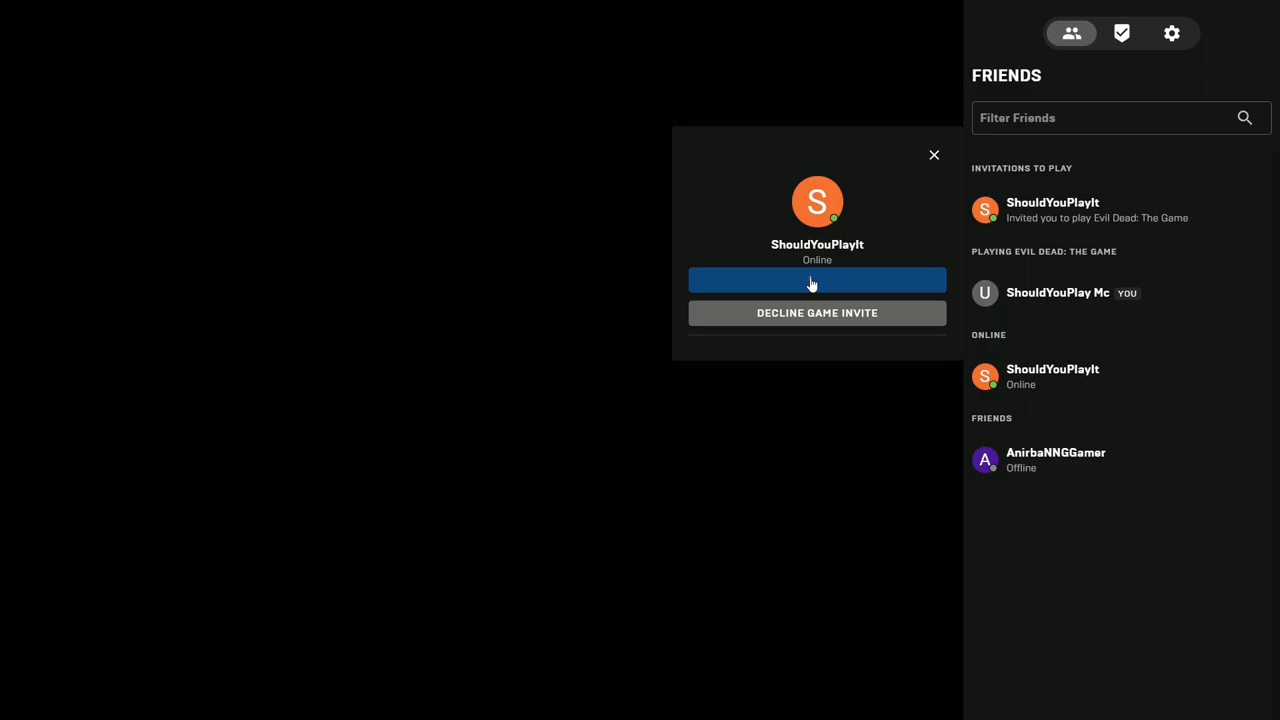 FRIENDS
Filter Friends
INVITATIONS TO PLAY
S
ShouldYouPlayIt
Invited you to play Evil Dead: The Game
PLAYING EVIL DEAD: THE GAME
U
ShouldYouPlay Mc YOU
ONLINE
S
ShouldYouPlayIt
Online
FRIENDS
A
AnirbaNNGGamer
Offline
S
ShouldYouPlayIt
Online
DECLINE GAME INVITE